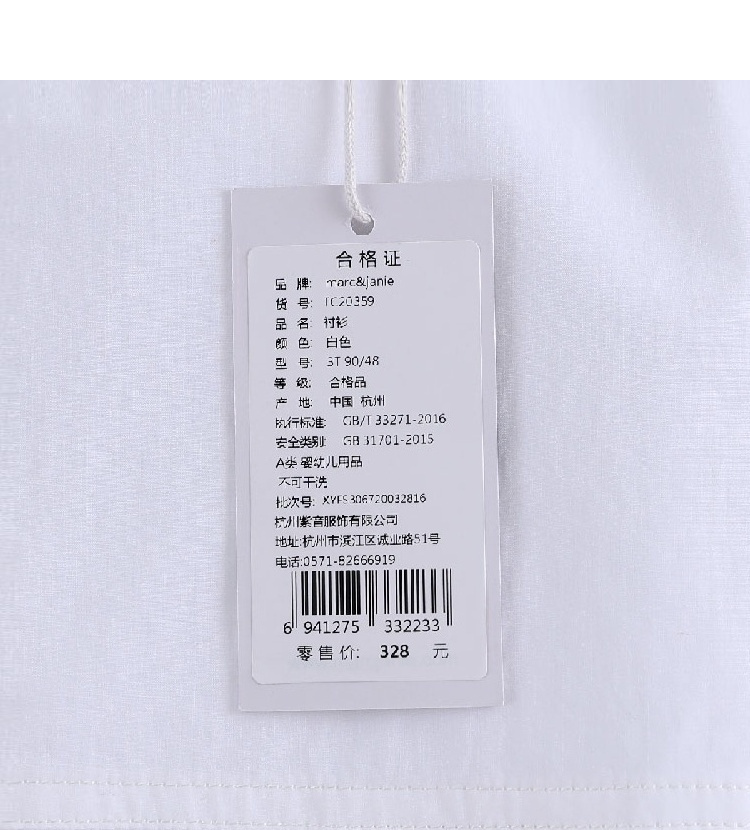 合格证
品 牌: marc&janie
货 号: IC20359
品 名: 衬衫
颜 色: 白色
型 号: ST 90/48
等 级: 合格品
产 地: 中国 杭州
执行标准: GB/T 33271-2016
安全类别: GB 31701-2015
A类 婴幼儿用品
不可干洗
批次号: XYFS306720032816
杭州紫音服饰有限公司
地址:杭州市滨江区诚业路51号
电话:0571-82666919
6 941275 332233
零售价: 328 元